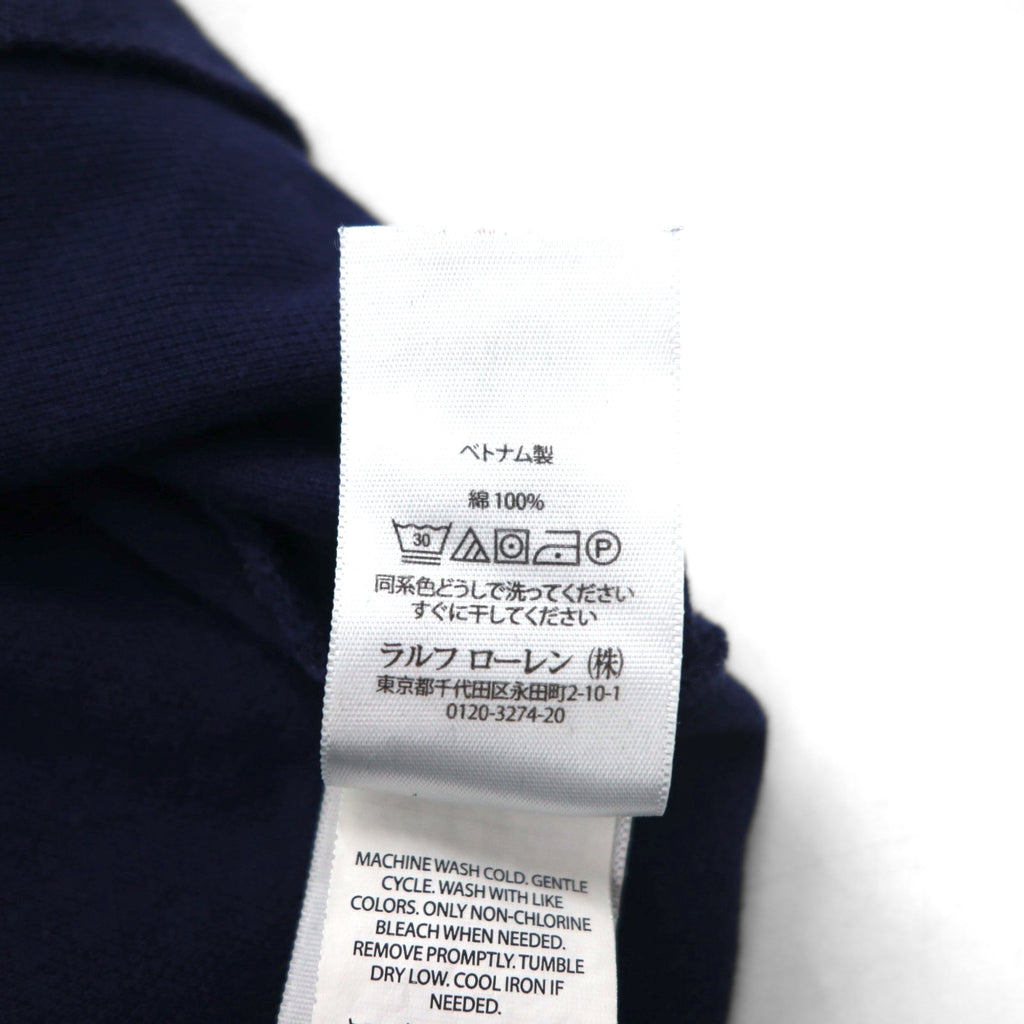 ベトナム製
綿 100%
30 P
同系色どうしで洗ってください
すぐに干してください
ラルフ ローレン (株)
東京都千代田区永田町2-10-1
0120-3274-20
MACHINE WASH COLD. GENTLE
CYCLE. WASH WITH LIKE
COLORS. ONLY NON-CHLORINE
BLEACH WHEN NEEDED.
REMOVE PROMPTLY. TUMBLE
DRY LOW. COOL IRON IF
NEEDED.